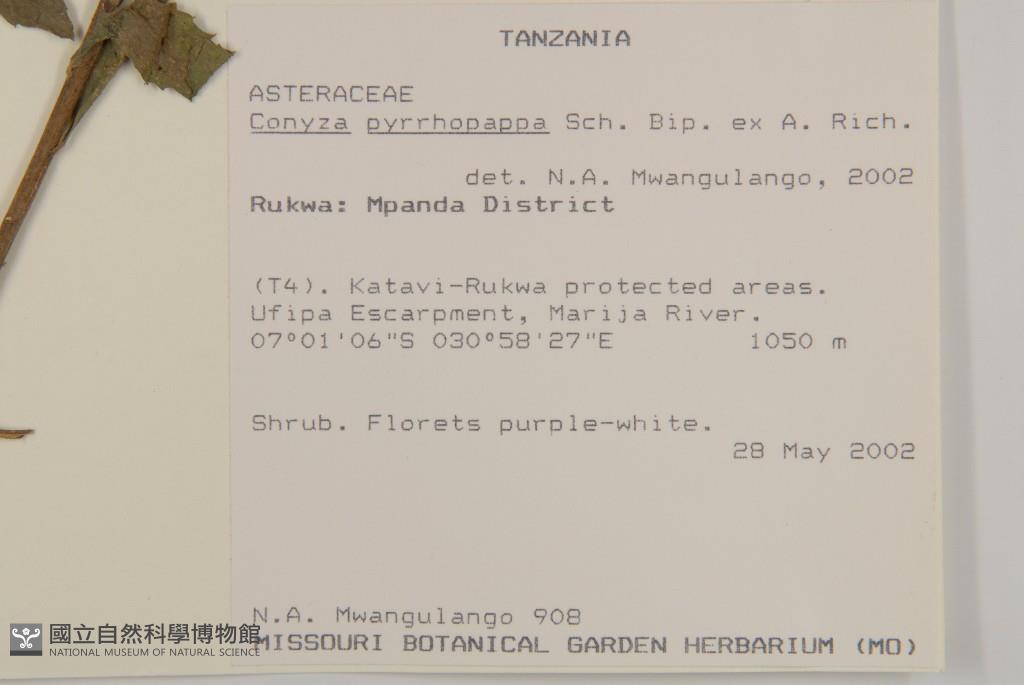 TANZANIA
ASTERACEAE
Conyza pyrrhopappa Sch. Bip. ex A. Rich.
det. N.A. Mwangulango, 2002
Rukwa: Mpanda District
(T4). Katavi-Rukwa protected areas.
Ufipa Escarpment, Marija River.
07°01'06"S 030°58'27"E 1050 m
Shrub. Florets purple-white.
28 May 2002
N.A. Mwangulango 908
MISSOURI BOTANICAL GARDEN HERBARIUM (MO)
國立自然科學博物館
NATIONAL MUSEUM OF NATURAL SCIENCE